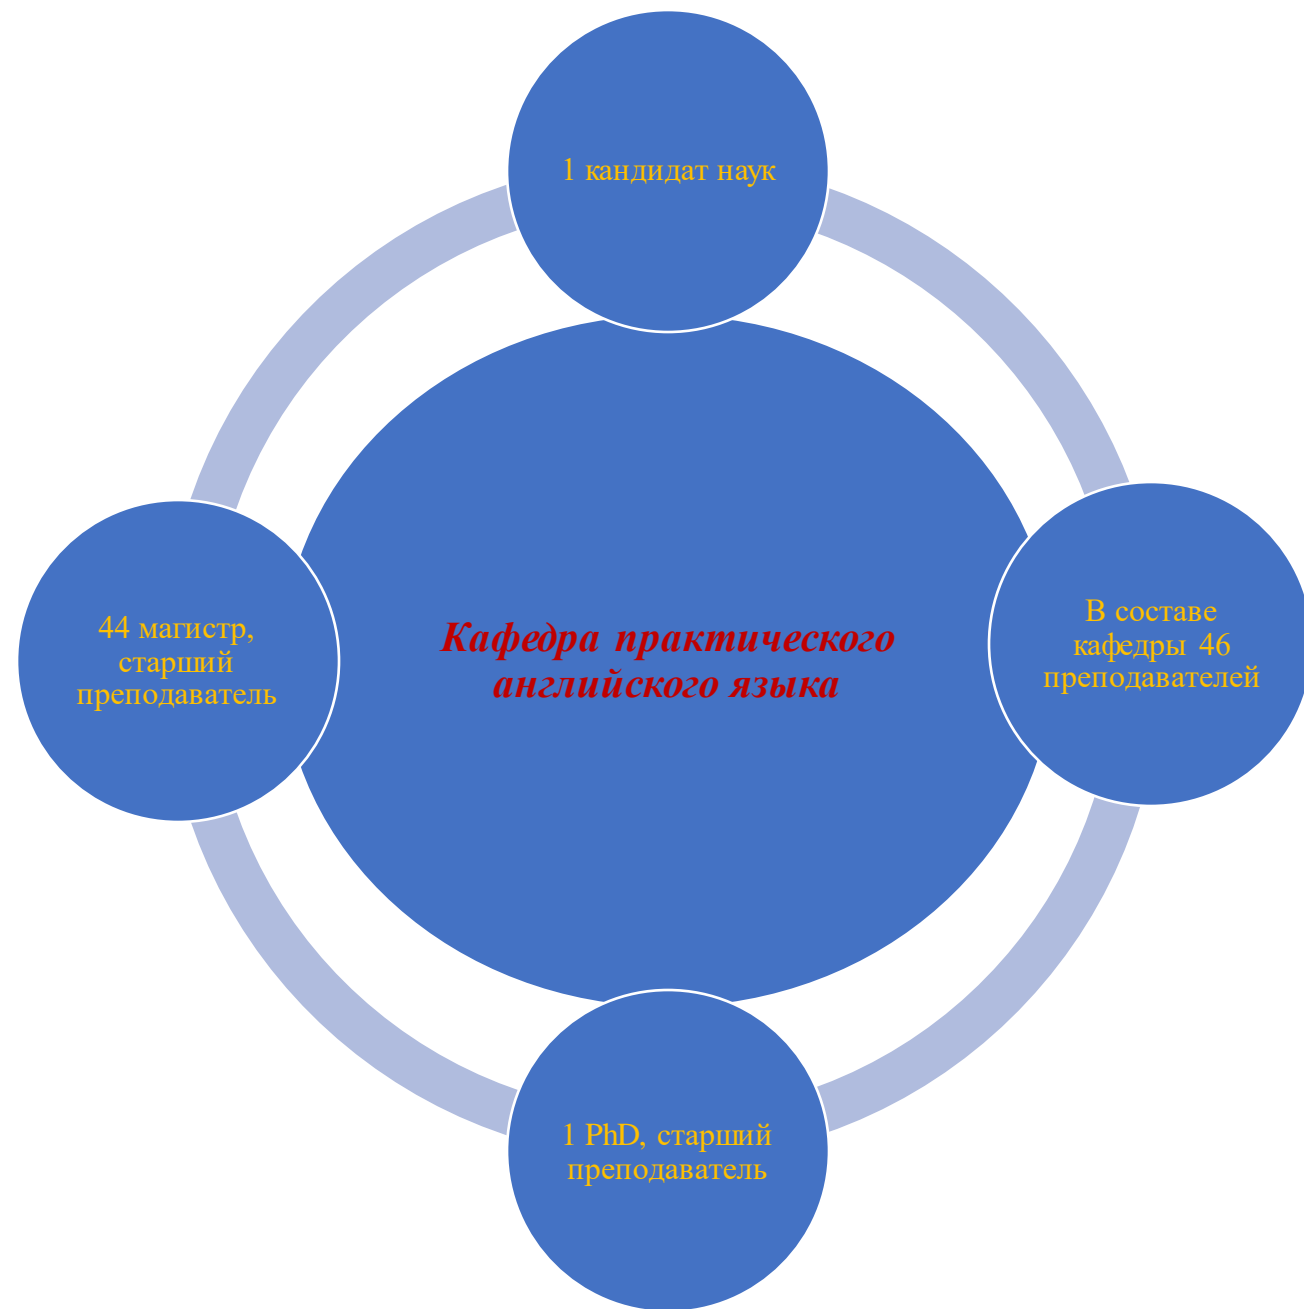 1 кандидат наук
44 магистр,
старший
преподаватель
Кафедра практического
английского языка
В составе
кафедры 46
преподавателей
1 PhD, старший
преподаватель